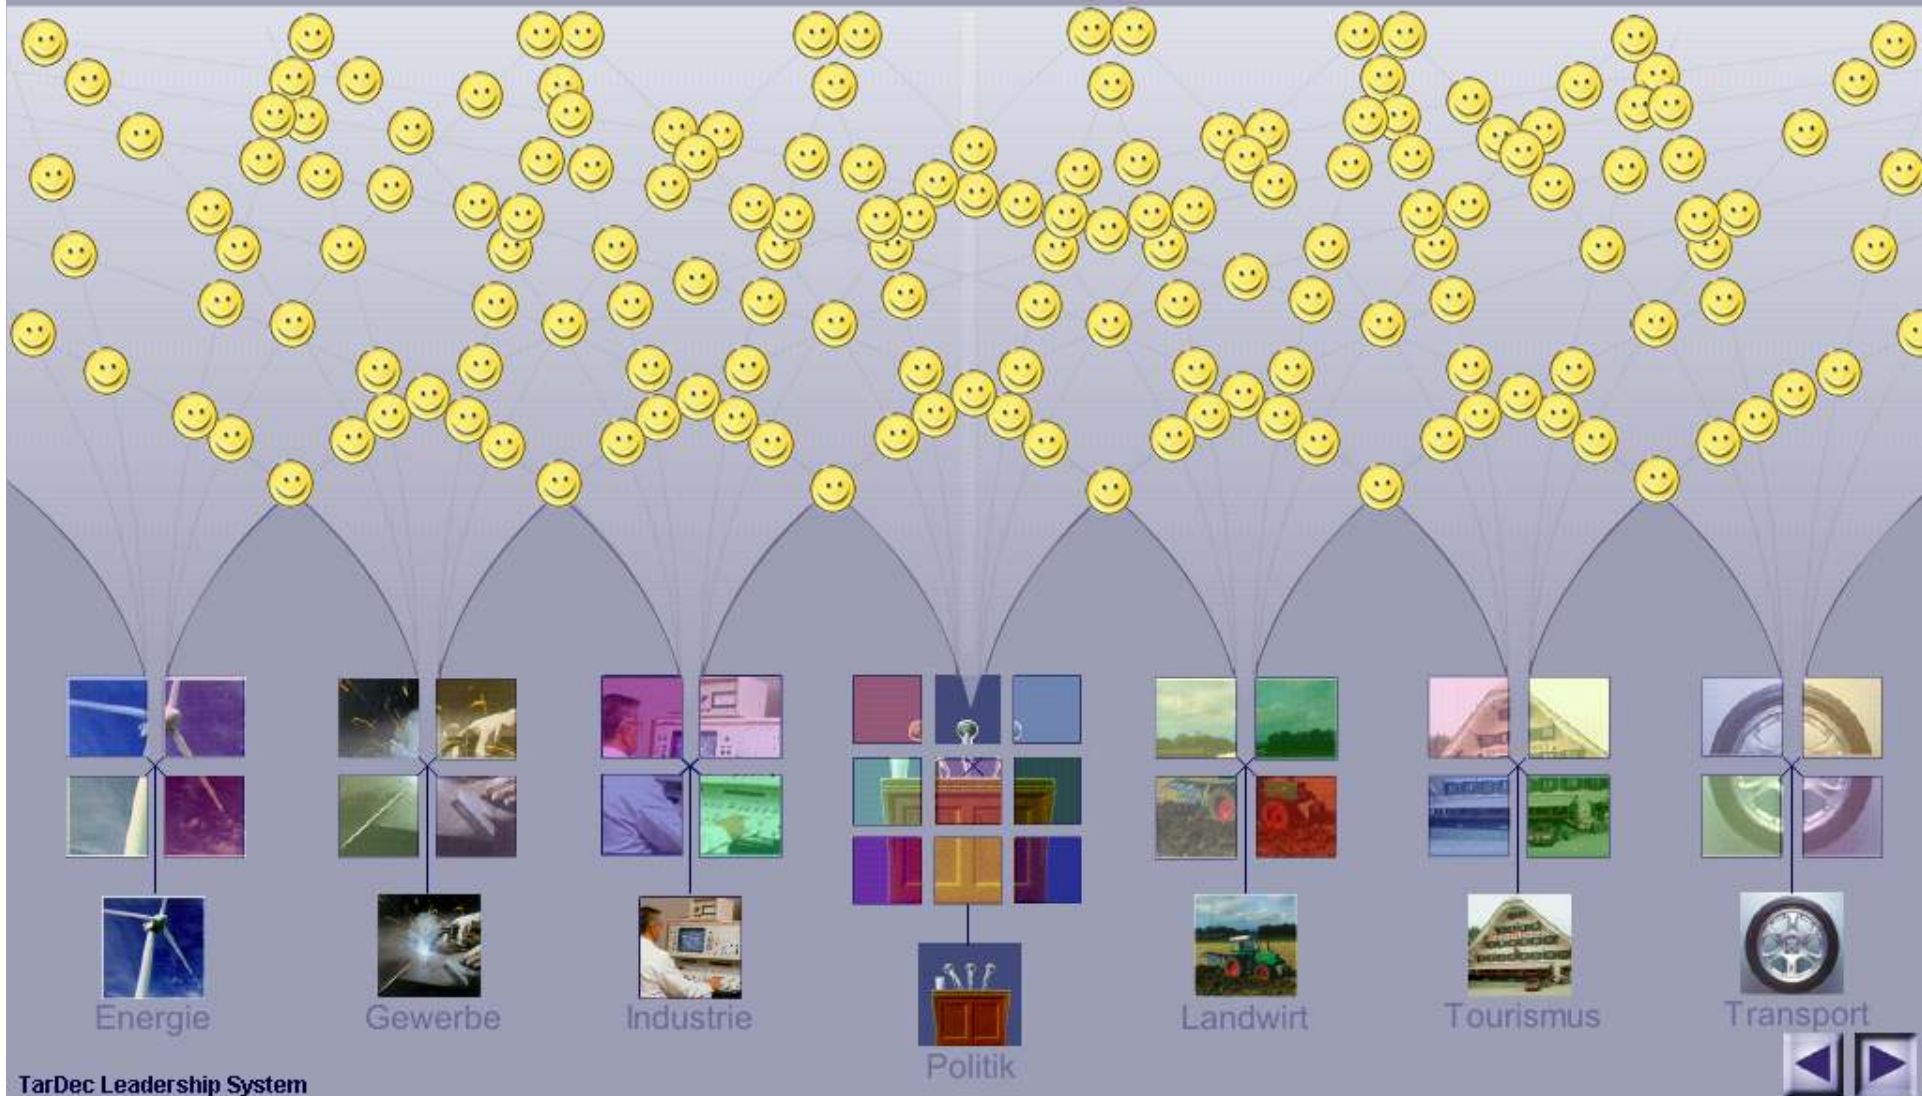 Energie
Gewerbe
Industrie
Politik
Landwirt
Tourismus
Transport
TarDec Leadership System